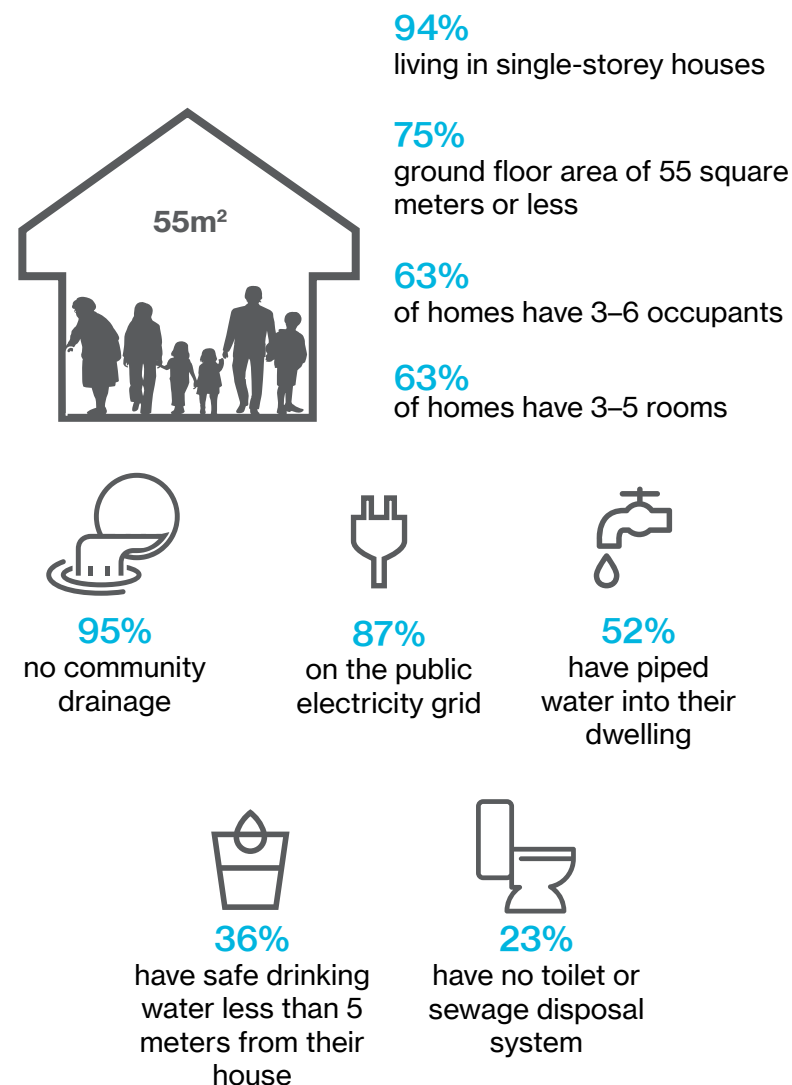 94%
living in single-storey houses
55m²
75%
ground floor area of 55 square
meters or less
63%
of homes have 3–6 occupants
63%
of homes have 3–5 rooms
95%
no community
drainage
87%
on the public
electricity grid
52%
have piped
water into their
dwelling
36%
have safe drinking
water less than 5
meters from their
house
23%
have no toilet or
sewage disposal
system